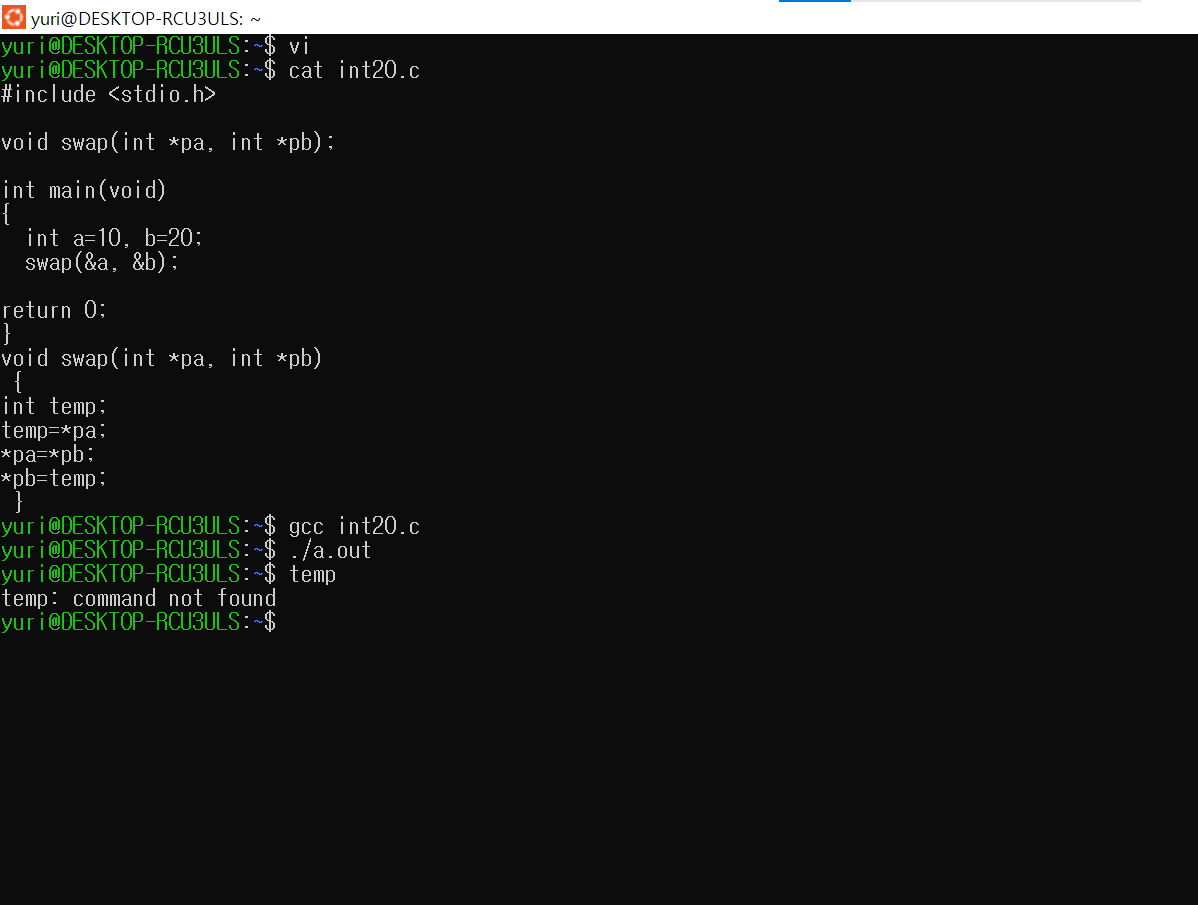 yuri@DESKTOP-RCU3ULS: ~
yuri@DESKTOP-RCU3ULS:~$ vi
yuri@DESKTOP-RCU3ULS:~$ cat int20.c
#include <stdio.h>
void swap(int *pa, int *pb);
int main(void)
{
  int a=10, b=20;
  swap(&a, &b);
return 0;
}
void swap(int *pa, int *pb)
 {
int temp;
temp=*pa;
*pa=*pb;
*pb=temp;
 }
yuri@DESKTOP-RCU3ULS:~$ gcc int20.c
yuri@DESKTOP-RCU3ULS:~$ ./a.out
yuri@DESKTOP-RCU3ULS:~$ temp
temp: command not found
yuri@DESKTOP-RCU3ULS:~$